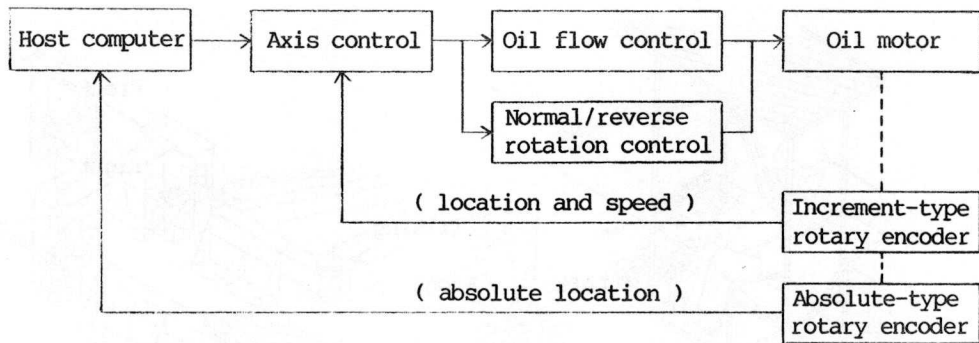 Host computer
Axis control
Oil flow control
Oil motor
Normal/reverse
rotation control
( location and speed )
Increment-type
rotary encoder
( absolute location )
Absolute-type
rotary encoder